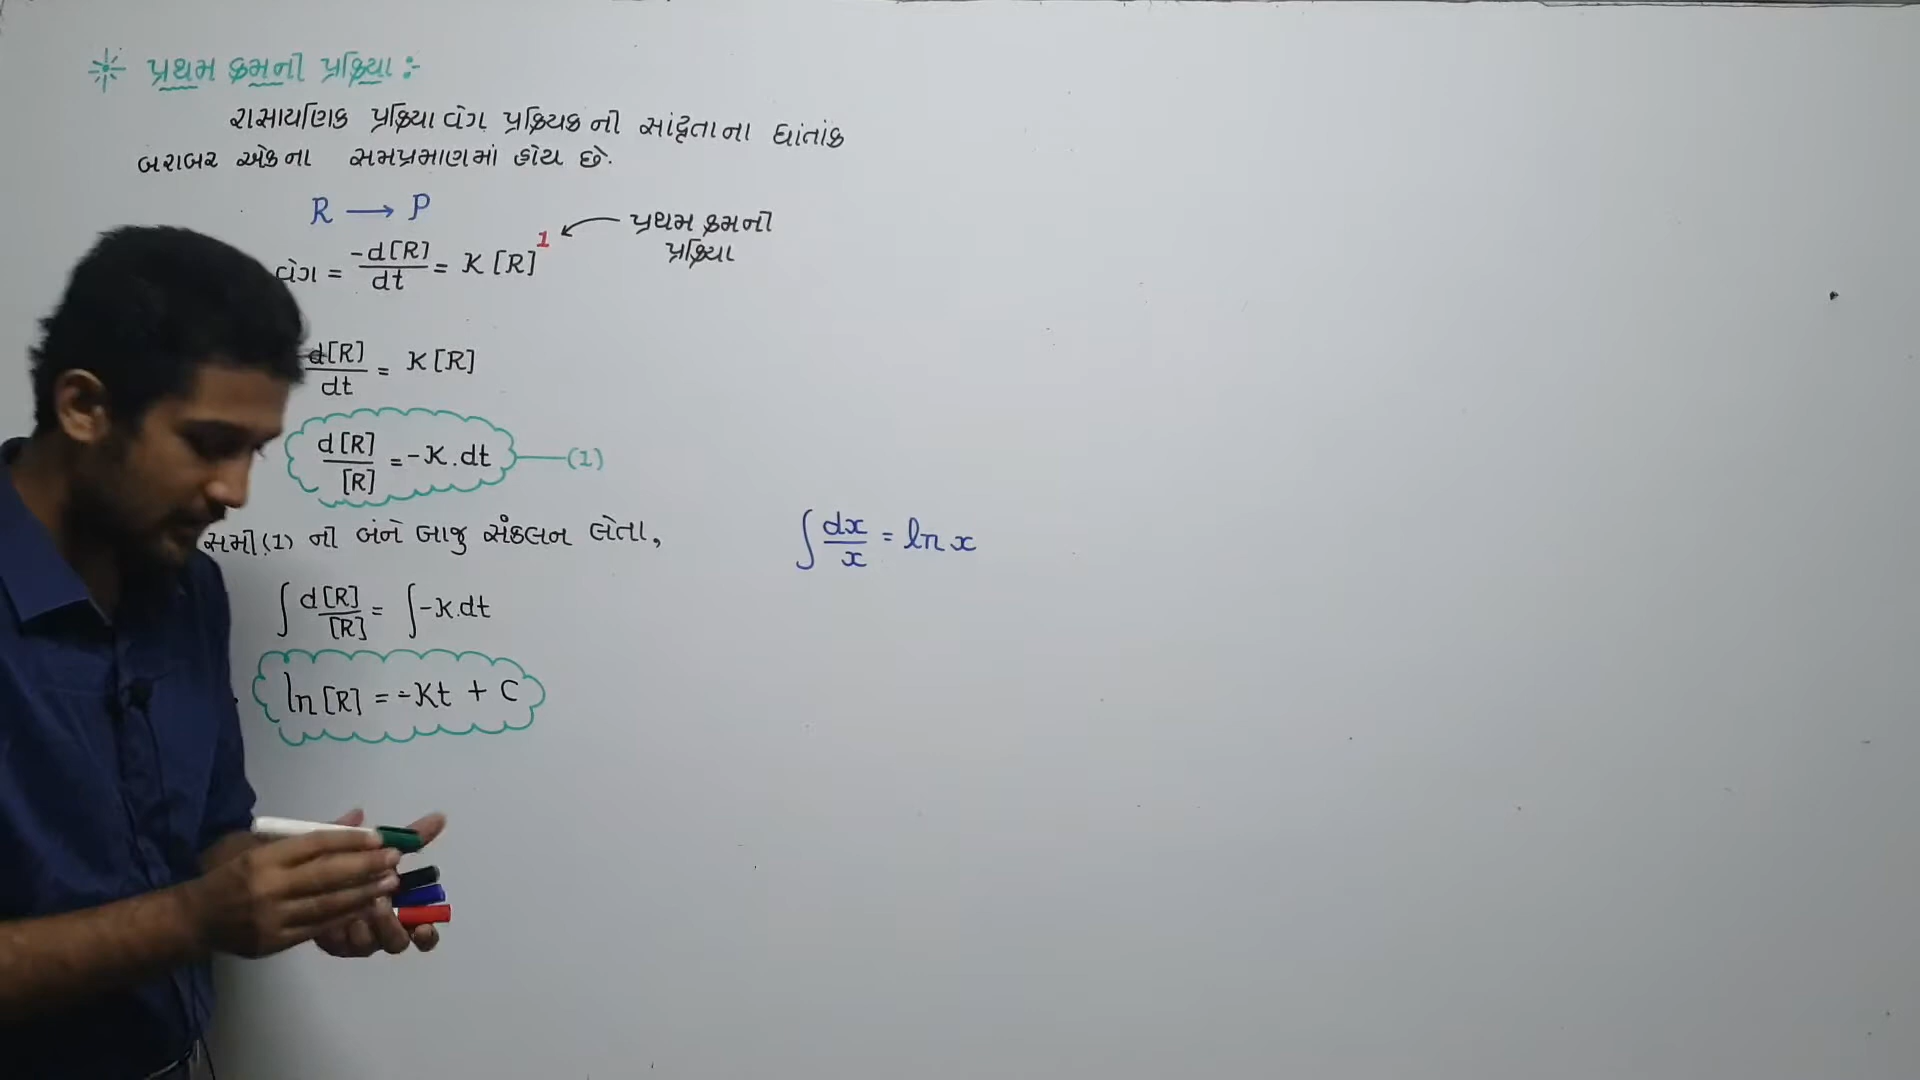 પ્રથમ ક્રમની પ્રક્રિયા :-
રાસાયણિક પ્રક્રિયા વેગ પ્રક્રિયક ની સાંદ્રતાના ઘાતાંક
બરાબર એકના સમપ્રમાણમાં હોય છે.
R → P
વેગ = -d[R]/dt = K[R]^1 ← પ્રથમ ક્રમની પ્રક્રિયા
d[R]/dt = K[R]
d[R]/[R] = -K.dt —(1)
સમી.(1) ની બંને બાજુ સંકલન લેતા,
∫ dx/x = ln x
∫ d[R]/[R] = ∫ -K.dt
ln [R] = -Kt + C